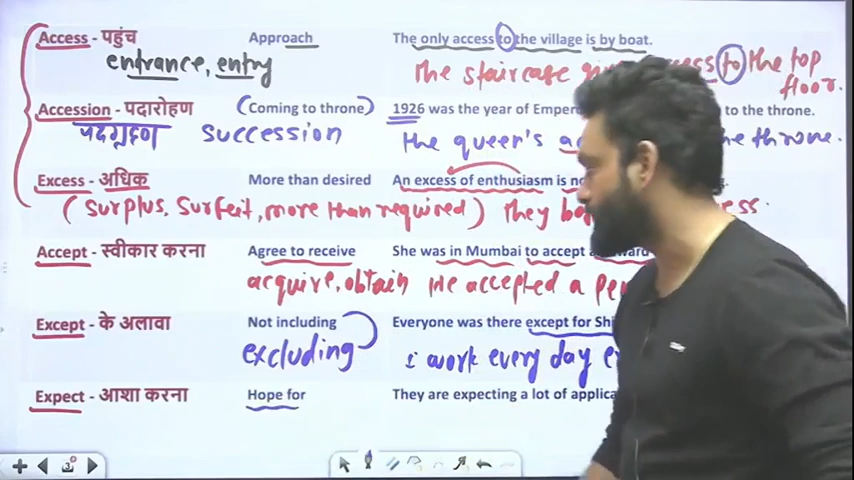 Access - पहुंच Approach The only access to the village is by boat.
entrance, entry The staircase to the top floor.
Accession - पदारोहण (Coming to throne) 1926 was the year of to the throne.
पदग्रहण succession the queen's throne.
Excess - अधिक More than desired An excess of enthusiasm is
(Surplus, Surfeit, more than required) They
Accept - स्वीकार करना Agree to receive She was in Mumbai to accept
acquire, obtain He accepted a
Except - के अलावा Not including Everyone was there except for
excluding i work every day
Expect - आशा करना Hope for They are expecting a lot of
3